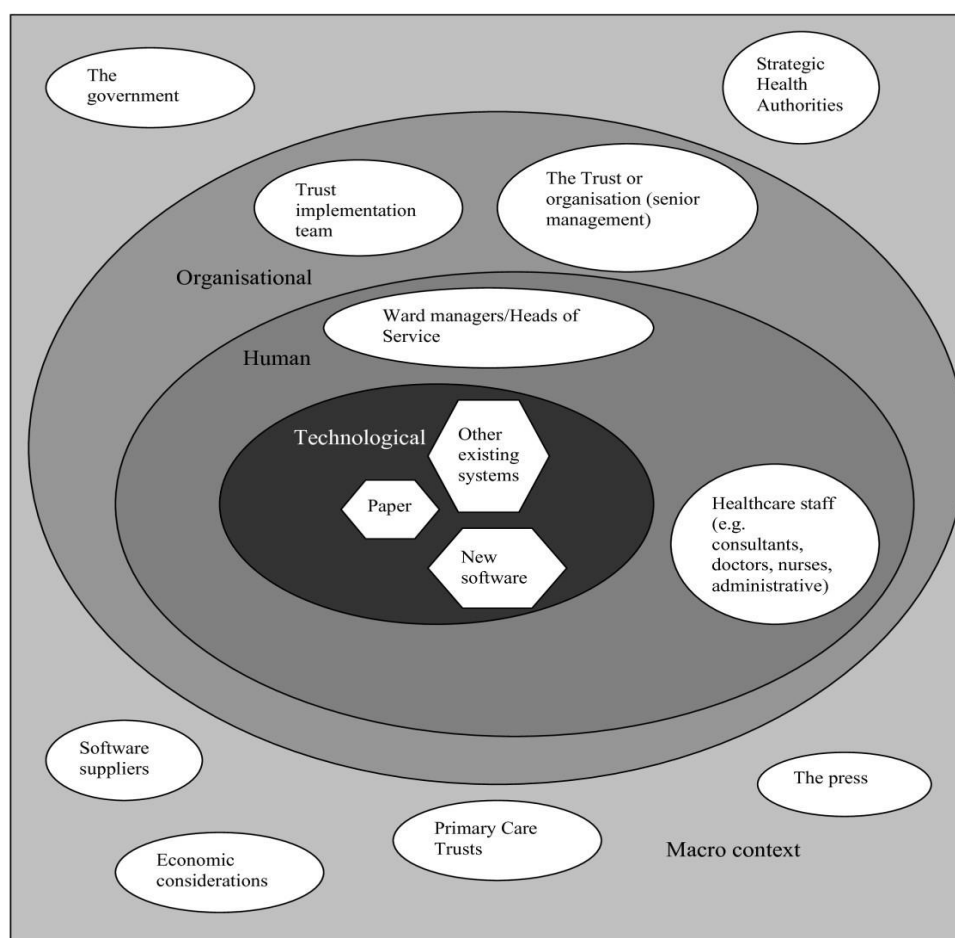 The
government
Strategic
Health
Authorities
Trust
implementation
team
The Trust or
organisation (senior
management)
Organisational
Ward managers/Heads of
Service
Human
Technological
Other
existing
systems
Paper
New
software
Healthcare staff
(e.g.
consultants,
doctors, nurses,
administrative)
Software
suppliers
The press
Primary Care
Trusts
Macro context
Economic
considerations